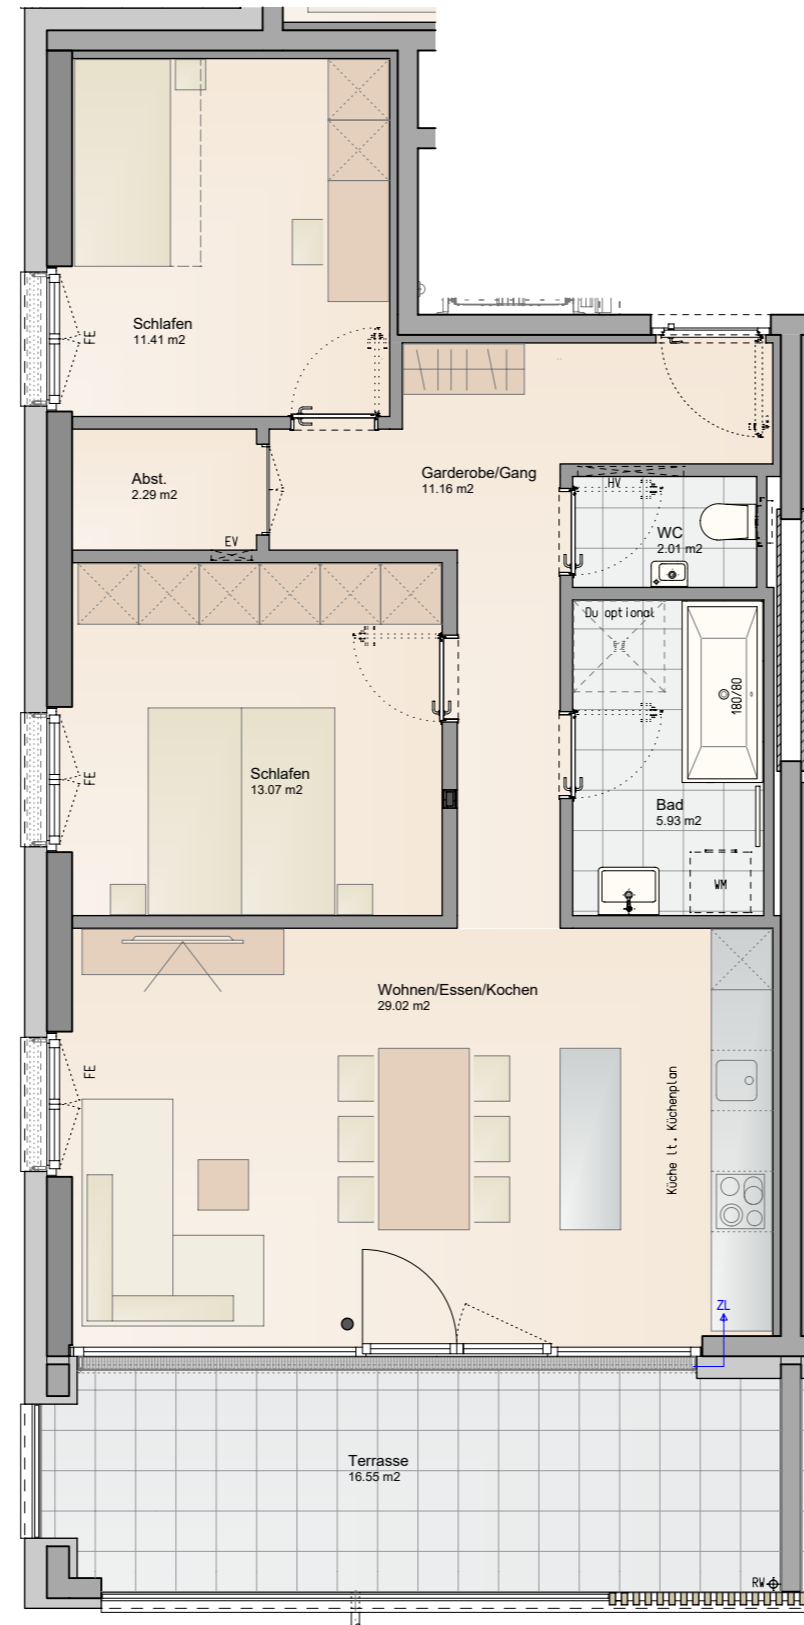 FE
Schlafen
11.41 m2
Abst.
2.29 m2
Garderobe/Gang
11.16 m2
HV
WC
2.01 m2
EV
Du optional
180/80
Schlafen
13.07 m2
FE
Bad
5.93 m2
WM
Wohnen/Essen/Kochen
29.02 m2
FE
Küche lt. Küchenplan
ZL
Terrasse
16.55 m2
RW